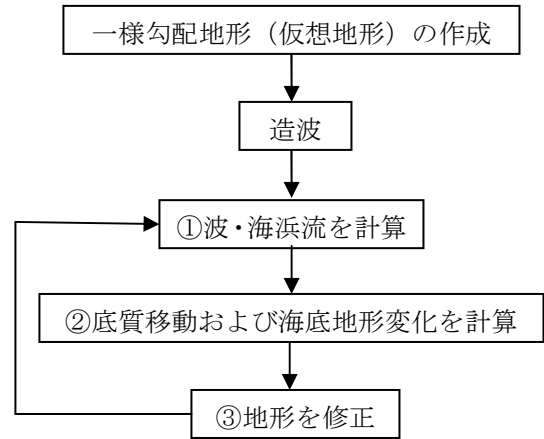 一様勾配地形（仮想地形）の作成
造波
①波・海浜流を計算
②底質移動および海底地形変化を計算
③地形を修正